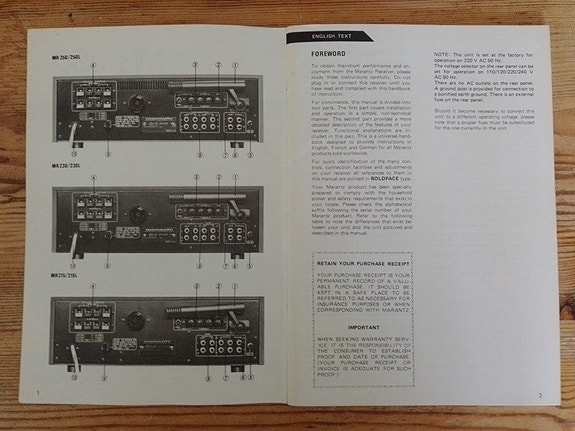 MR 250/250L
MR 230/230L
MR 215/215L
1
ENGLISH TEXT
FOREWORD
To obtain maximum performance and en-
joyment from the Marantz Receiver, please
study these instructions carefully. Do not
plug in or connect this receiver until you
have read and complied with this handbook
of instruction.
For convenience, this manual is divided into
two parts. The first part covers installation
and operation in a simple, non-technical
manner. The second part provides a more
detailed description of the features of your
receiver. Functional explanations are in-
cluded in this part. This is a universal hand-
book designed to provide instructions in
English, French and German for all Marantz
products sold worldwide.
For quick identification of the many con-
trols, connection facilities and adjustments
on your receiver all references to them in
this manual are printed in BOLDFACE type.
Your Marantz product has been specially
prepared to comply with the household
power and safety requirements that exist in
your locale. Please check the alphabetical
suffix following the serial number of your
Marantz product. Refer to the following
table to note the differences that exist be-
tween your unit and the unit pictured and
described in this manual.
RETAIN YOUR PURCHASE RECEIPT
YOUR PURCHASE RECEIPT IS YOUR
PERMANENT RECORD OF A VALU-
ABLE PURCHASE. IT SHOULD BE
KEPT IN A SAFE PLACE TO BE
REFERRED TO AS NECESSARY FOR
INSURANCE PURPOSES OR WHEN
CORRESPONDING WITH MARANTZ.
IMPORTANT
WHEN SEEKING WARRANTY SERV-
ICE, IT IS THE RESPONSIBILITY OF
THE CONSUMER TO ESTABLISH
PROOF AND DATE OF PURCHASE.
(YOUR PURCHASE RECEIPT OR
INVOICE IS ADEQUATE FOR SUCH
PROOF.)
NOTE: The unit is set at the factory for
operation on 220 V AC 50 Hz.
The voltage selector on the rear panel can be
set for operation on 110/120/220/240 V
AC 50 Hz.
There are no AC outlets on the rear panel.
A ground post is provided for connection to
a bonified earth ground. There is an external
fuse on the rear panel.
Should it become necessary to convert this
unit to a different operating voltage, please
note that a proper fuse must be substituted
for the one currently in the unit.
2